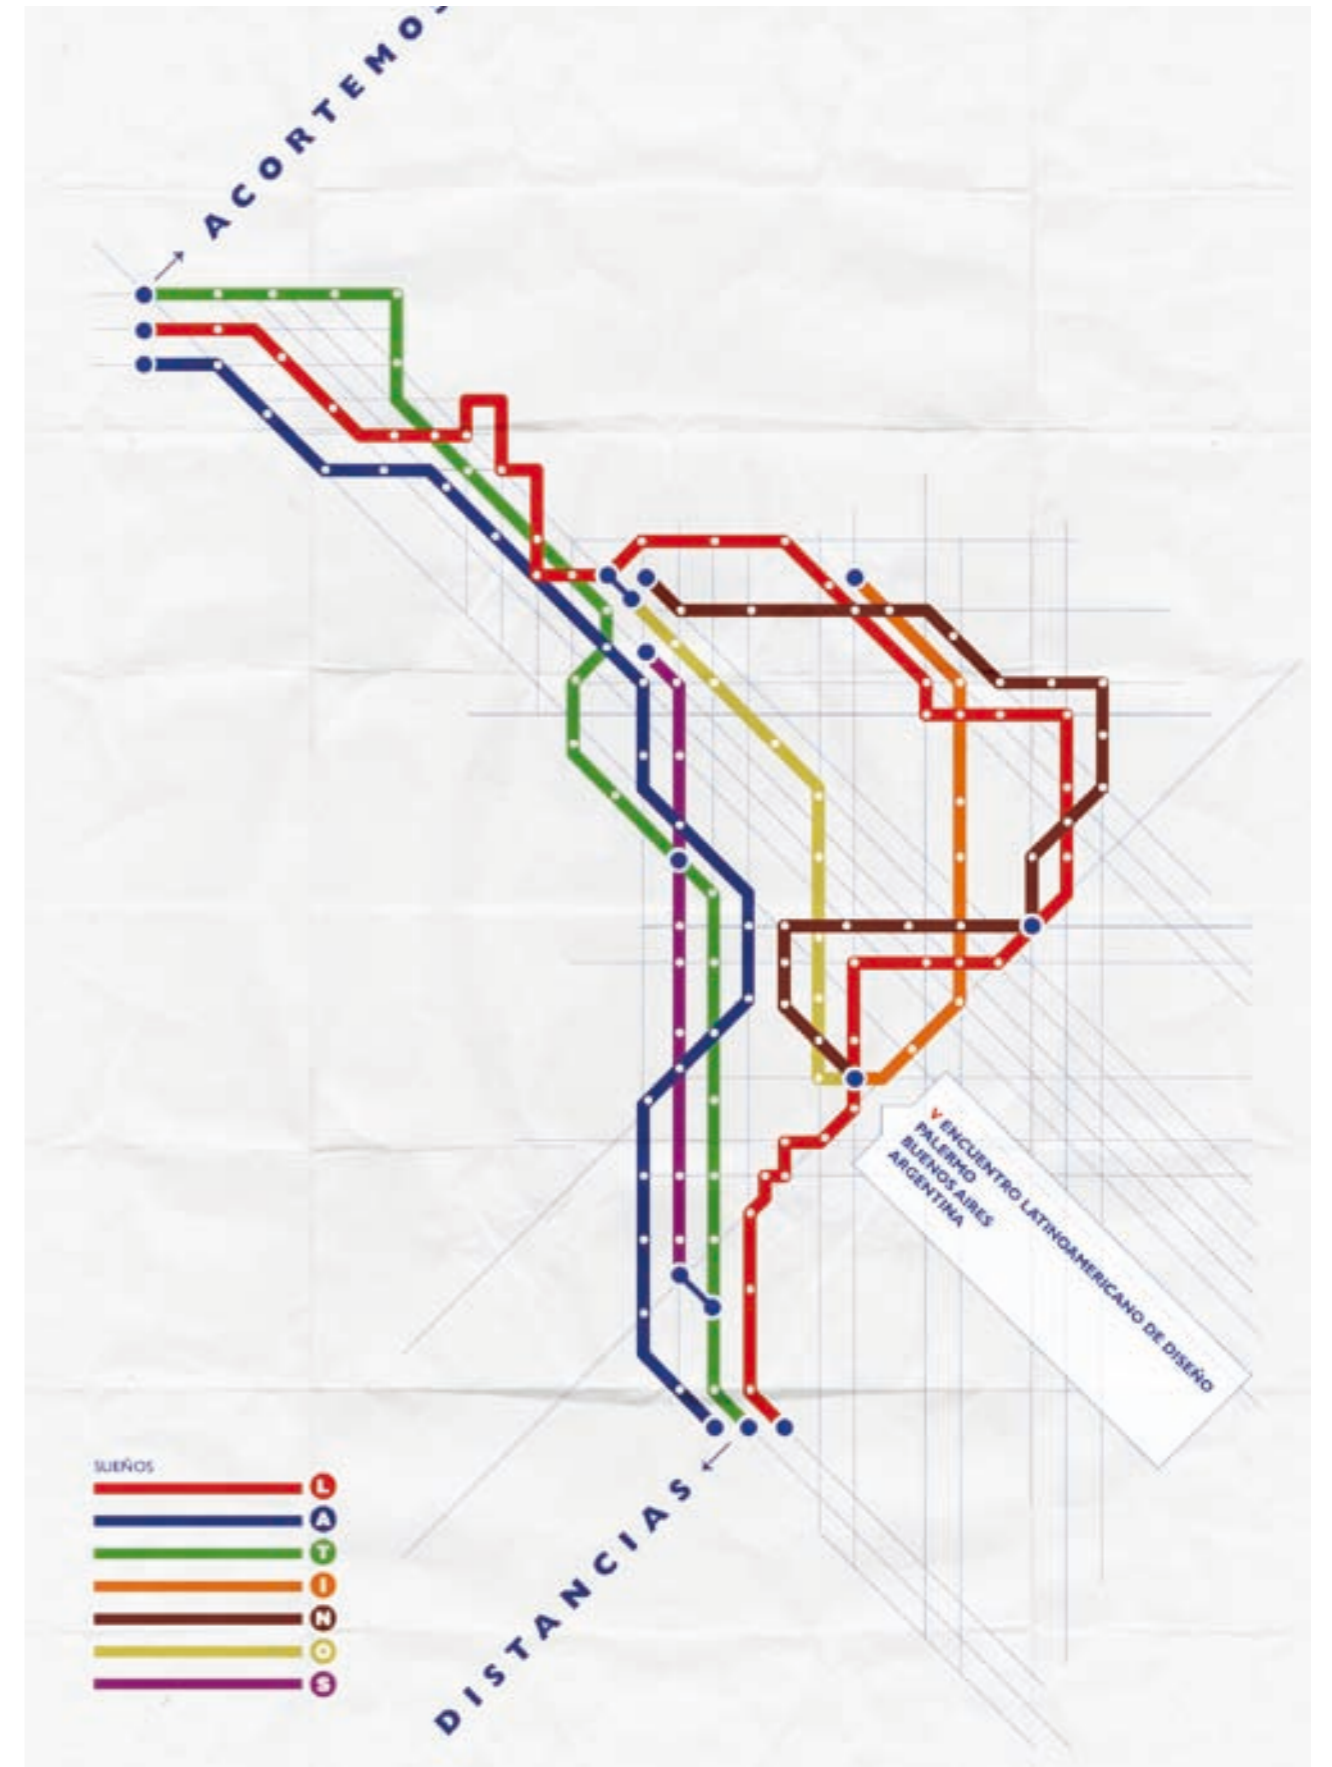 ACORTEMOS
V ENCUENTRO LATINOAMERICANO DE DISEÑO
PALERMO
BUENOS AIRES
ARGENTINA
SUEÑOS
L
A
T
I
N
O
S
DISTANCIAS